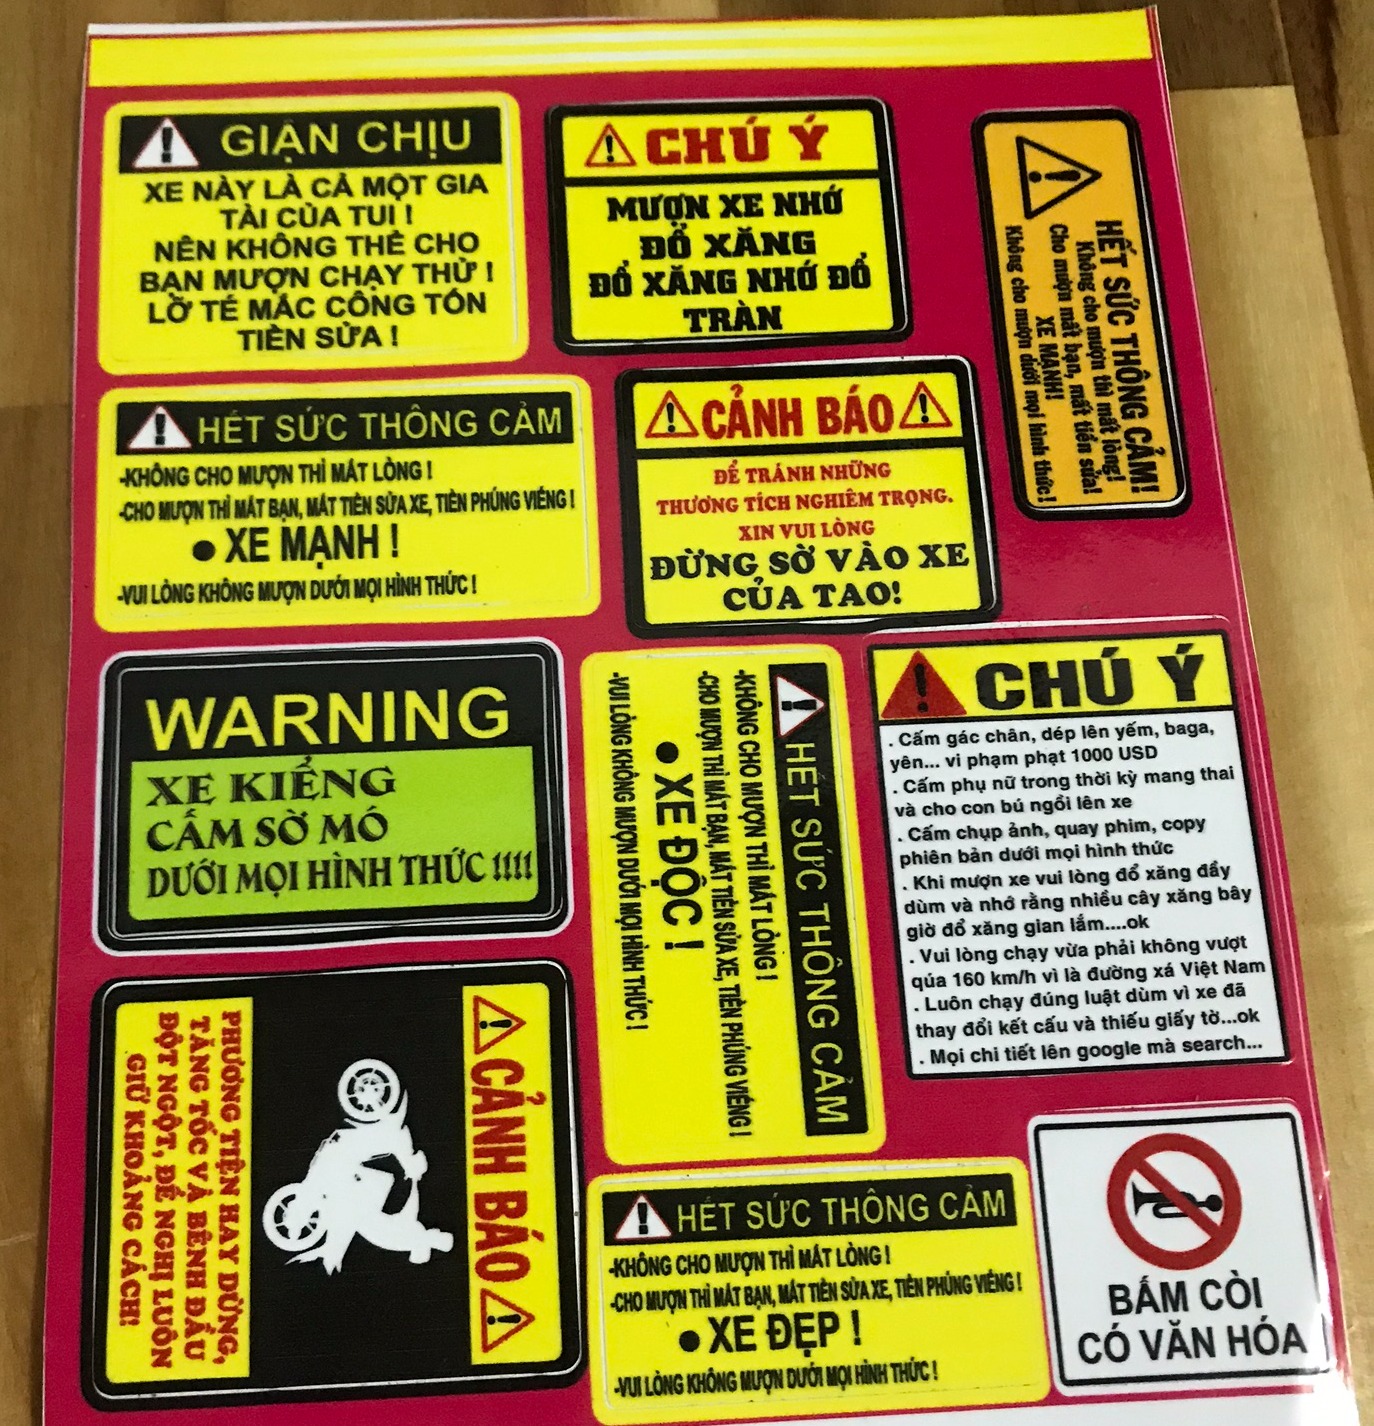 GIẬN CHỊU
XE NÀY LÀ CẢ MỘT GIA
TÀI CỦA TUI !
NÊN KHÔNG THỂ CHO
BẠN MƯỢN CHẠY THỬ !
LỠ TÉ MẮC CÔNG TỐN
TIỀN SỬA !
CHÚ Ý
MƯỢN XE NHỚ
ĐỔ XĂNG
ĐỔ XĂNG NHỚ ĐỔ
TRÀN
HẾT SỨC THÔNG CẢM!
Không cho mượn thì mất lòng!
Cho mượn mất bạn, mất tiền sửa!
XE MẠNH!
Không cho mượn dưới mọi hình thức!
HẾT SỨC THÔNG CẢM
-KHÔNG CHO MƯỢN THÌ MẤT LÒNG !
-CHO MƯỢN THÌ MẤT BẠN, MẤT TIỀN SỬA XE, TIỀN PHÚNG VIẾNG !
● XE MẠNH !
-VUI LÒNG KHÔNG MƯỢN DƯỚI MỌI HÌNH THỨC !
CẢNH BÁO
ĐỂ TRÁNH NHỮNG
THƯƠNG TÍCH NGHIÊM TRỌNG.
XIN VUI LÒNG
ĐỪNG SỜ VÀO XE
CỦA TAO!
WARNING
XE KIỂNG
CẤM SỜ MÓ
DƯỚI MỌI HÌNH THỨC !!!!
HẾT SỨC THÔNG CẢM
-KHÔNG CHO MƯỢN THÌ MẤT LÒNG !
-CHO MƯỢN THÌ MẤT BẠN, MẤT TIỀN SỬA XE, TIỀN PHÚNG VIẾNG !
● XE ĐỘC !
-VUI LÒNG KHÔNG MƯỢN DƯỚI MỌI HÌNH THỨC !
CHÚ Ý
. Cấm gác chân, dép lên yếm, baga,
yên... vi phạm phạt 1000 USD
. Cấm phụ nữ trong thời kỳ mang thai
và cho con bú ngồi lên xe
. Cấm chụp ảnh, quay phim, copy
phiên bản dưới mọi hình thức
. Khi mượn xe vui lòng đổ xăng đầy
dùm và nhớ rằng nhiều cây xăng bây
giờ đổ xăng gian lắm....ok
. Vui lòng chạy vừa phải không vượt
qúa 160 km/h vì là đường xá Việt Nam
. Luôn chạy đúng luật dùm vì xe đã
thay đổi kết cấu và thiếu giấy tờ...ok
. Mọi chi tiết lên google mà search...
CẢNH BÁO
PHƯƠNG TIỆN HAY DỪNG,
TĂNG TỐC VÀ BỀNH ĐẦU
ĐỘT NGỘT, ĐỀ NGHỊ LUÔN
GIỮ KHOẢNG CÁCH!
HẾT SỨC THÔNG CẢM
-KHÔNG CHO MƯỢN THÌ MẤT LÒNG !
-CHO MƯỢN THÌ MẤT BẠN, MẤT TIỀN SỬA XE, TIỀN PHÚNG VIẾNG !
● XE ĐẸP !
-VUI LÒNG KHÔNG MƯỢN DƯỚI MỌI HÌNH THỨC !
BẤM CÒI
CÓ VĂN HÓA